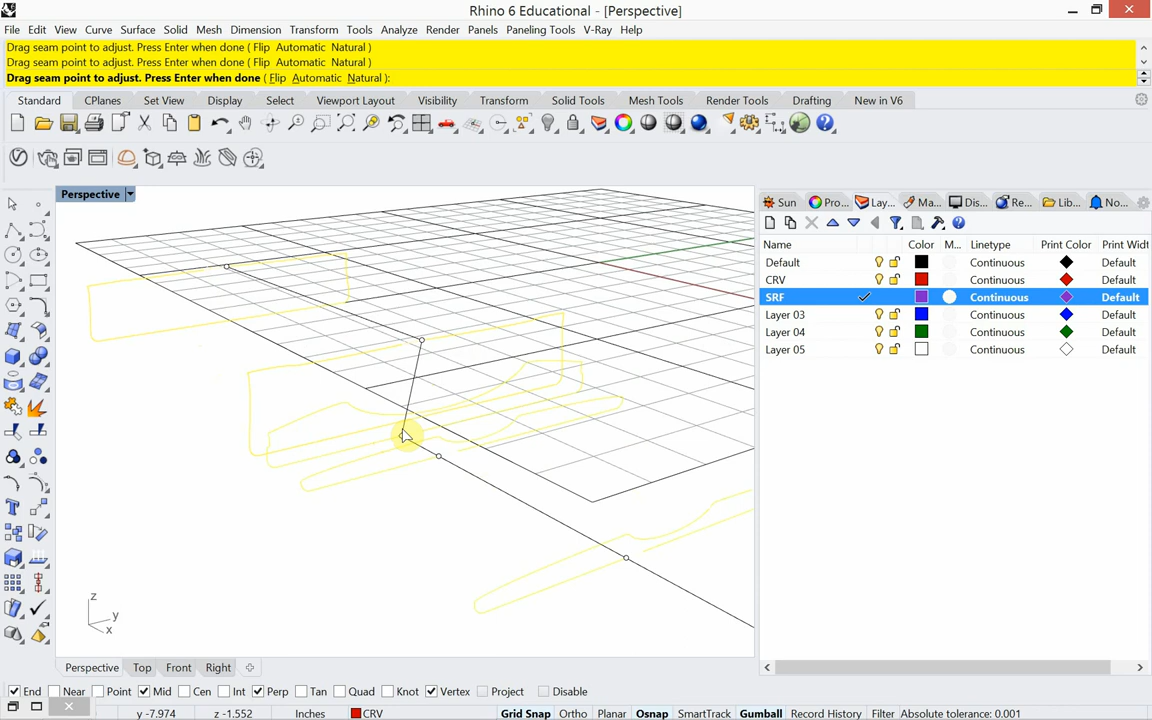 Rhino 6 Educational - [Perspective]
File Edit View Curve Surface Solid Mesh Dimension Transform Tools Analyze Render Panels Paneling Tools V-Ray Help
Drag seam point to adjust. Press Enter when done ( Flip Automatic Natural )
Drag seam point to adjust. Press Enter when done ( Flip Automatic Natural )
Drag seam point to adjust. Press Enter when done ( Flip Automatic Natural ):
Standard CPlanes Set View Display Select Viewport Layout Visibility Transform Curve Tools Solid Tools Mesh Tools Render Tools Drafting New in V6
Perspective
Sun Pro... Lay... Ma... Dis... Re... Lib... No...
Name Color M... Linetype Print Color Print Widt
Default Continuous Default
CRV Continuous Default
SRF Continuous Default
Layer 03 Continuous Default
Layer 04 Continuous Default
Layer 05 Continuous Default
z
y
x
Perspective Top Front Right
End Near Point Mid Cen Int Perp Tan Quad Knot Vertex Project Disable
y -7.974 z -1.552 Inches CRV Grid Snap Ortho Planar Osnap SmartTrack Gumball Record History Filter Absolute tolerance: 0.001